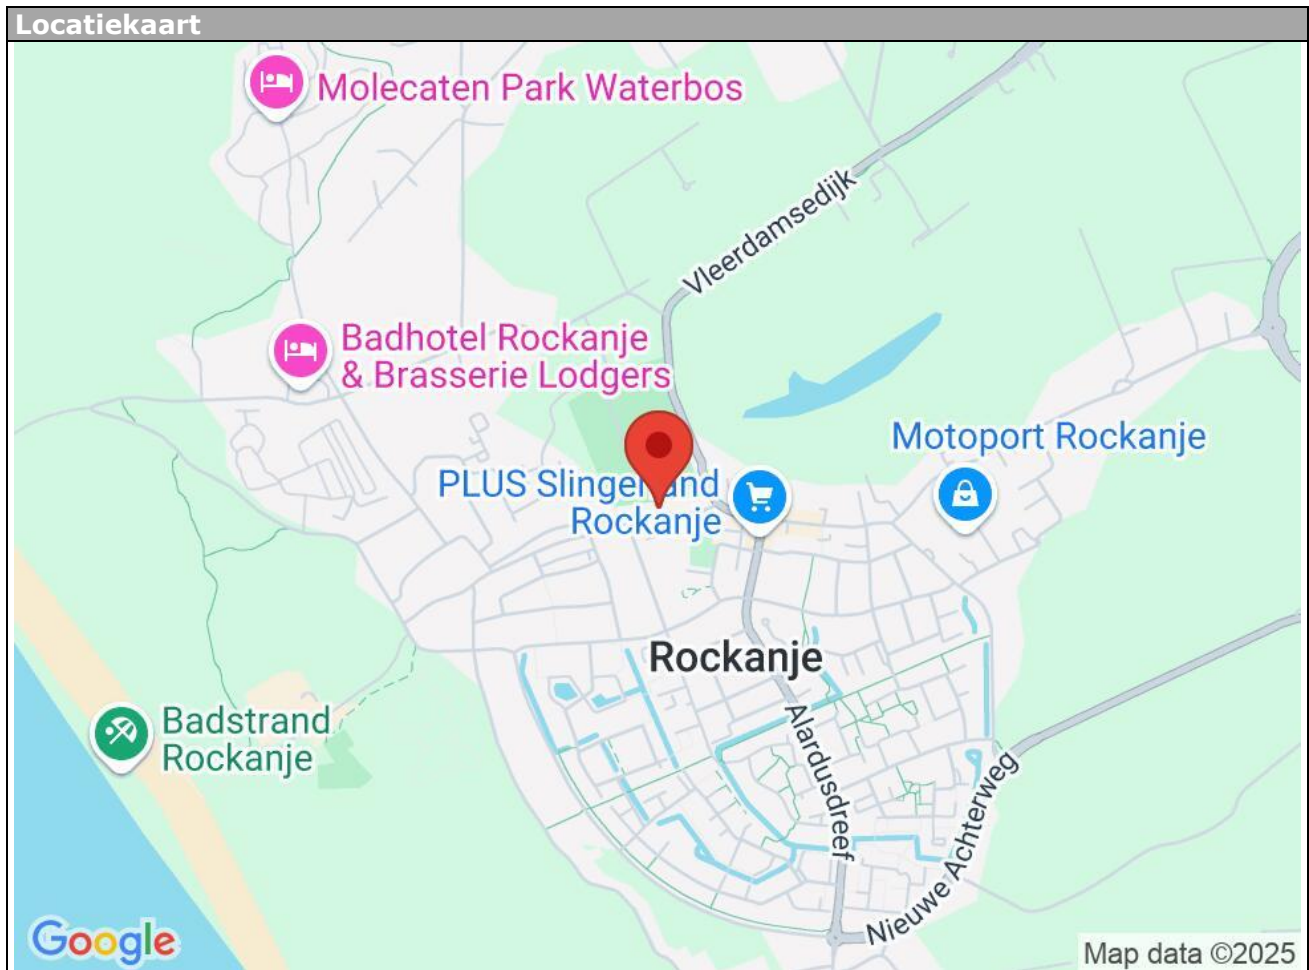 Locatiekaart
Molecaten Park Waterbos
Vleerdamsedijk
Badhotel Rockanje
& Brasserie Lodgers
Motoport Rockanje
PLUS Slingerland
Rockanje
Rockanje
Badstrand
Rockanje
Alardusdreef
Nieuwe Achterweg
Google
Map data ©2025